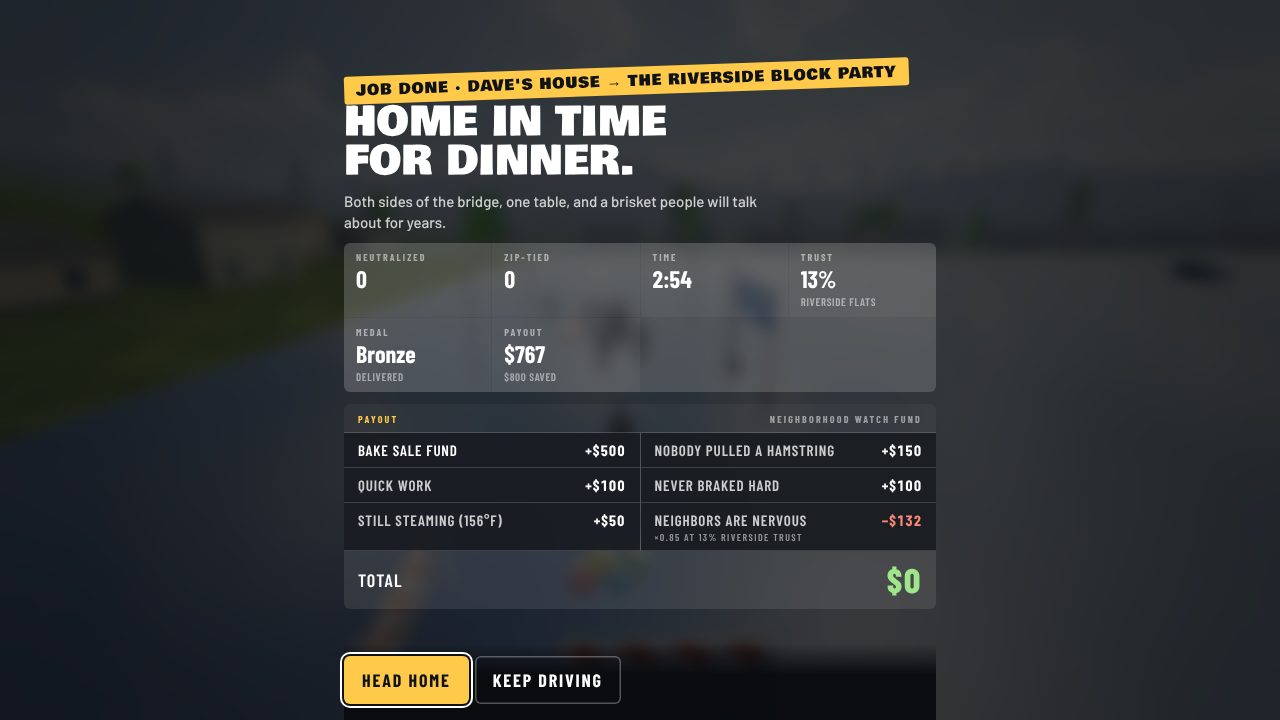 JOB DONE · DAVE'S HOUSE → THE RIVERSIDE BLOCK PARTY
HOME IN TIME
FOR DINNER.
Both sides of the bridge, one table, and a brisket people will talk
about for years.
NEUTRALIZED
0
ZIP-TIED
0
TIME
2:54
TRUST
13%
RIVERSIDE FLATS
MEDAL
Bronze
DELIVERED
PAYOUT
$767
$800 SAVED
PAYOUT
NEIGHBORHOOD WATCH FUND
BAKE SALE FUND +$500
NOBODY PULLED A HAMSTRING +$150
QUICK WORK +$100
NEVER BRAKED HARD +$100
STILL STEAMING (156°F) +$50
NEIGHBORS ARE NERVOUS -$132
×0.85 AT 13% RIVERSIDE TRUST
TOTAL $0
HEAD HOME
KEEP DRIVING